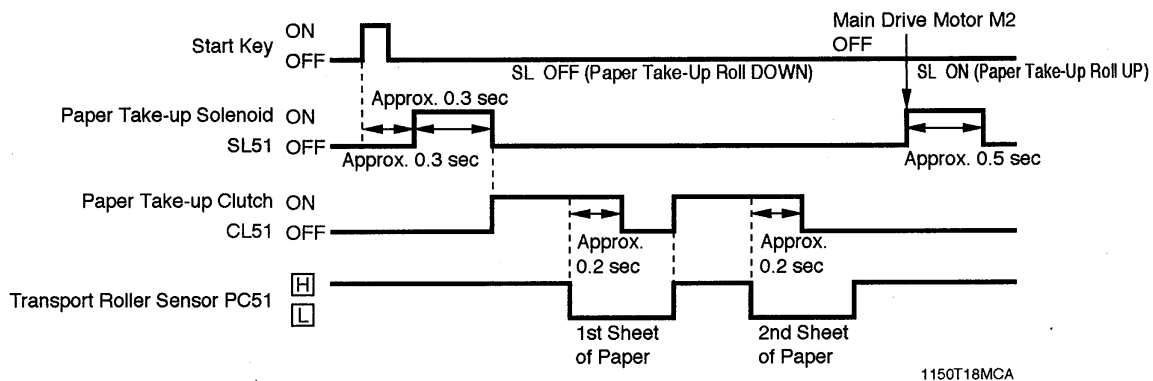 Main Drive Motor M2
ON
OFF
Start Key
OFF
SL OFF (Paper Take-Up Roll DOWN)
SL ON (Paper Take-Up Roll UP)
Approx. 0.3 sec
Paper Take-up Solenoid ON
SL51 OFF
Approx. 0.3 sec
Approx. 0.5 sec
Paper Take-up Clutch ON
CL51 OFF
Approx.
0.2 sec
Approx.
0.2 sec
H
Transport Roller Sensor PC51
L
1st Sheet
of Paper
2nd Sheet
of Paper
1150T18MCA